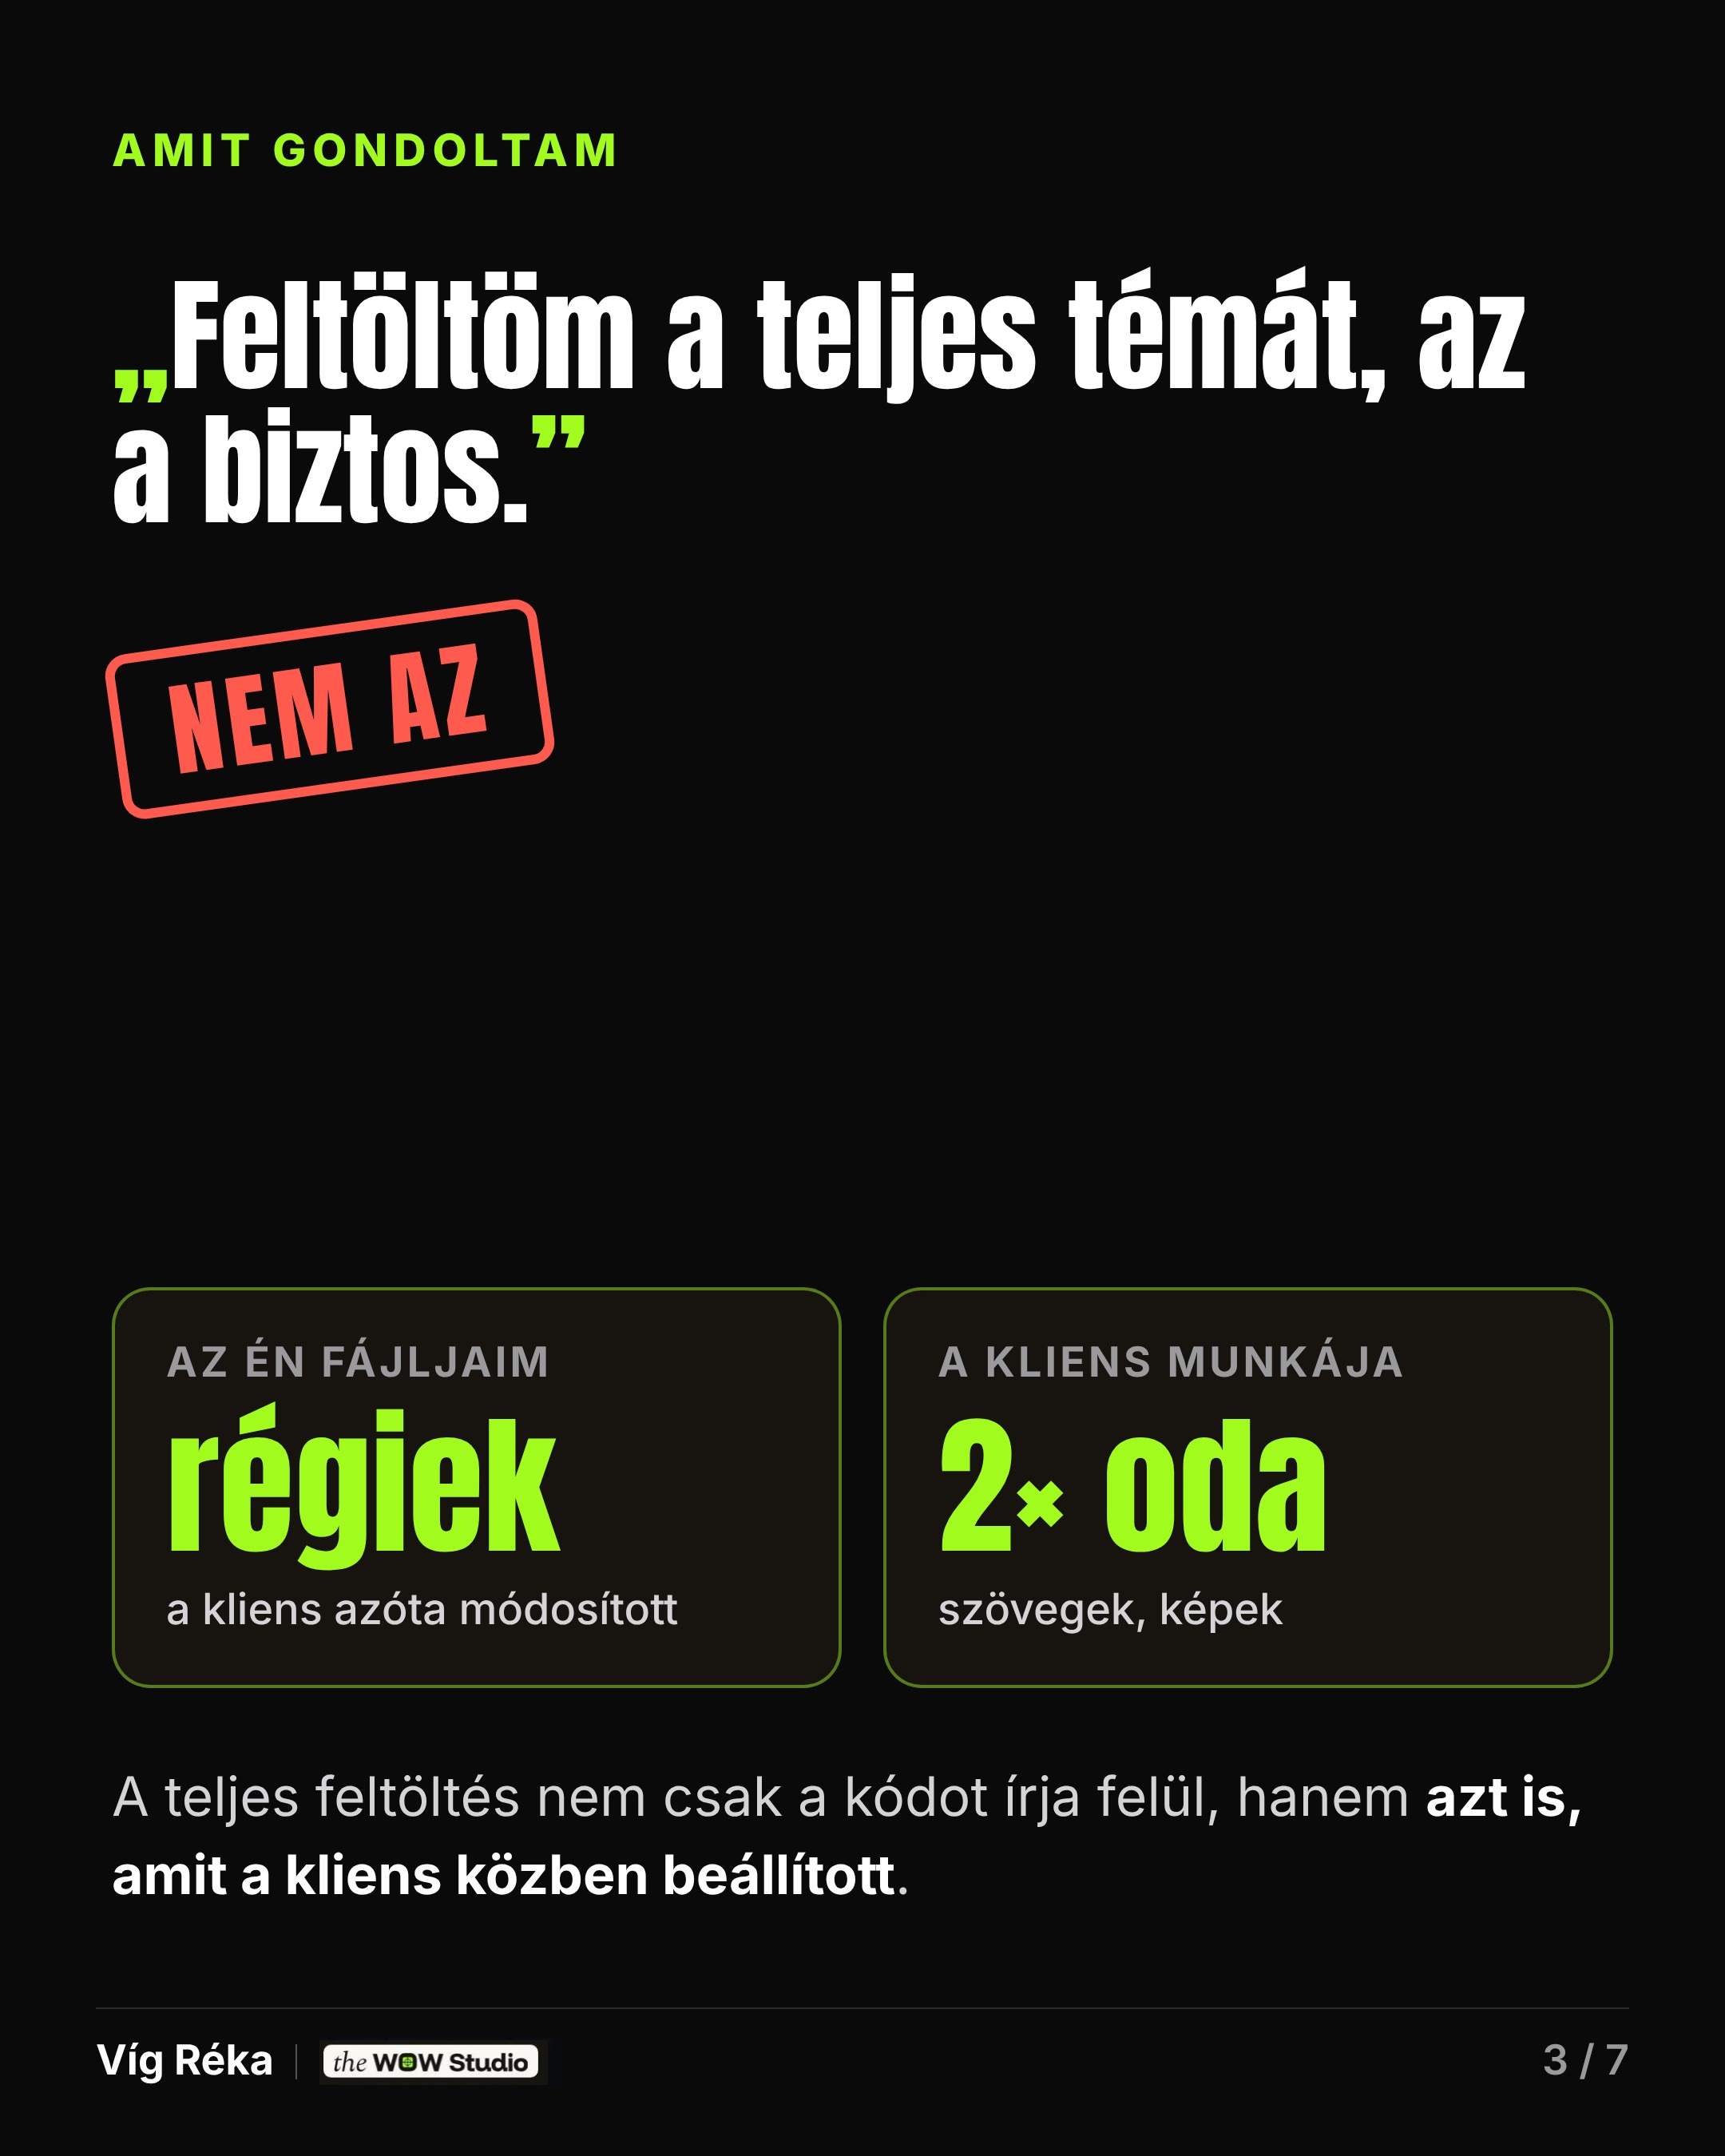 AMIT GONDOLTAM
„Feltöltöm a teljes témát, az
a biztos.”
NEM AZ
AZ ÉN FÁJLJAIM
régiek
a kliens azóta módosított
A KLIENS MUNKÁJA
2× oda
szövegek, képek
A teljes feltöltés nem csak a kódot írja felül, hanem azt is,
amit a kliens közben beállított.
Víg Réka
the WOW Studio
3 / 7